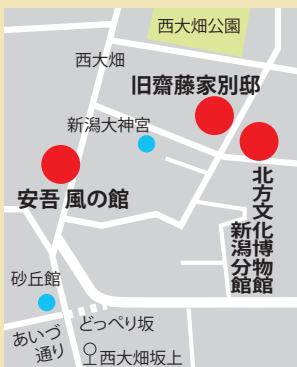 西大畑公園
西大畑
旧齋藤家別邸
新潟大神宮
安吾 風の館
北方文化博物館
新潟分館
砂丘館
どっぺり坂
あいづ
通り
西大畑坂上